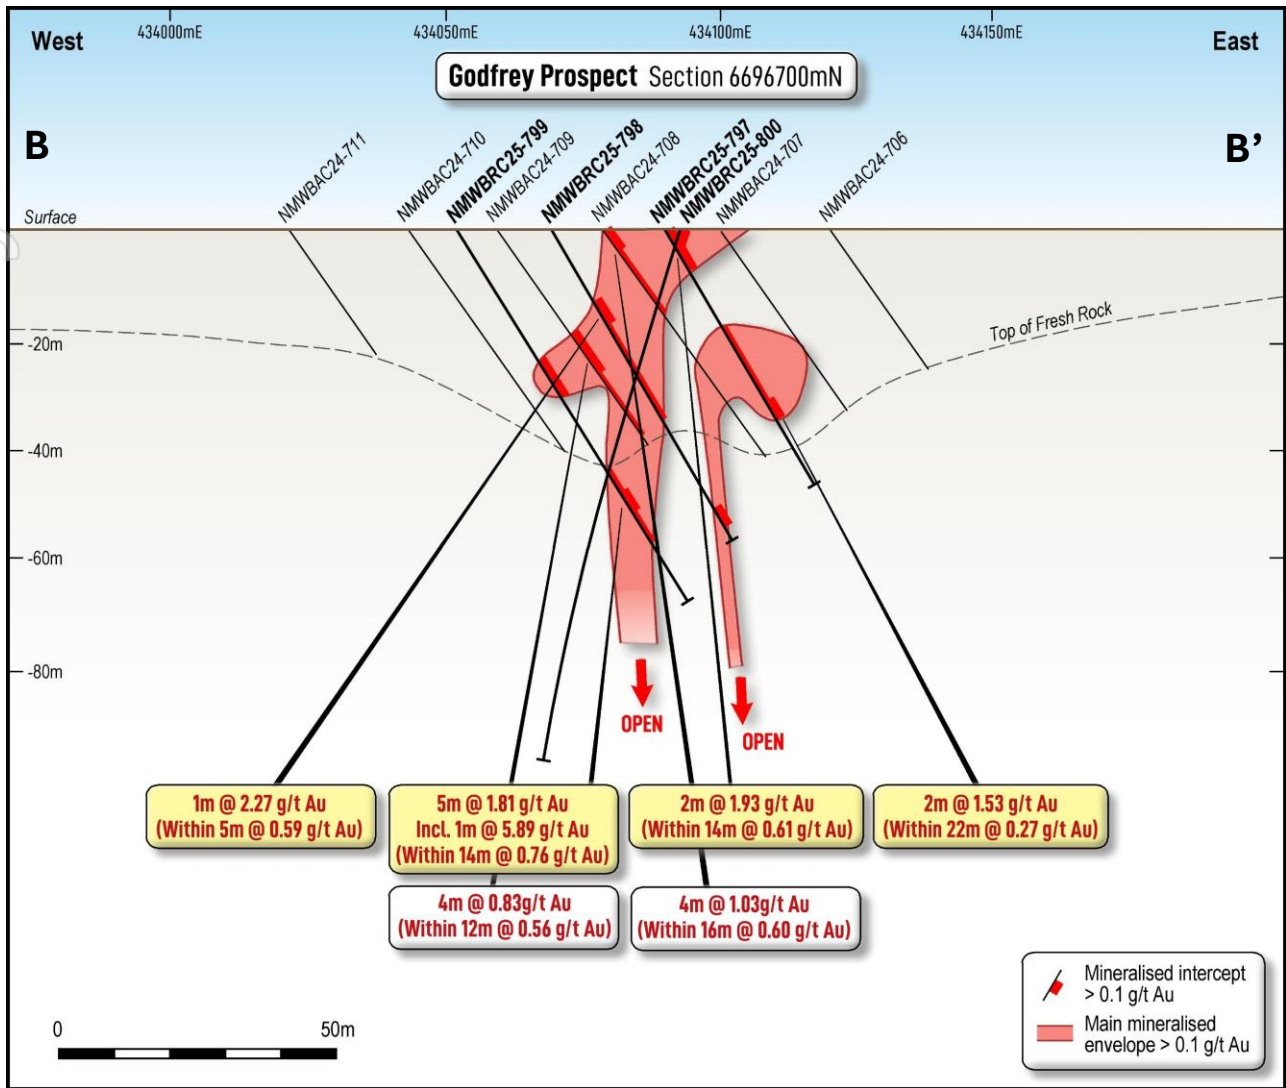 434000mE
434050mE
434100mE
434150mE
West
East
Godfrey Prospect Section 6696700mN
B
B'
NMWBAC24-711
NMWBAC24-710
NMWBRC25-799
NMWBAC24-709
NMWBRC25-798
NMWBAC24-708
NMWBRC25-797
NMWBRC25-800
NMWBAC24-707
NMWBAC24-706
Surface
Top of Fresh Rock
-20m
-40m
-60m
-80m
OPEN
OPEN
1m @ 2.27 g/t Au
(Within 5m @ 0.59 g/t Au)
5m @ 1.81 g/t Au
Incl. 1m @ 5.89 g/t Au
(Within 14m @ 0.76 g/t Au)
2m @ 1.93 g/t Au
(Within 14m @ 0.61 g/t Au)
2m @ 1.53 g/t Au
(Within 22m @ 0.27 g/t Au)
4m @ 0.83g/t Au
(Within 12m @ 0.56 g/t Au)
4m @ 1.03g/t Au
(Within 16m @ 0.60 g/t Au)
Mineralised intercept
> 0.1 g/t Au
Main mineralised
envelope > 0.1 g/t Au
0 50m